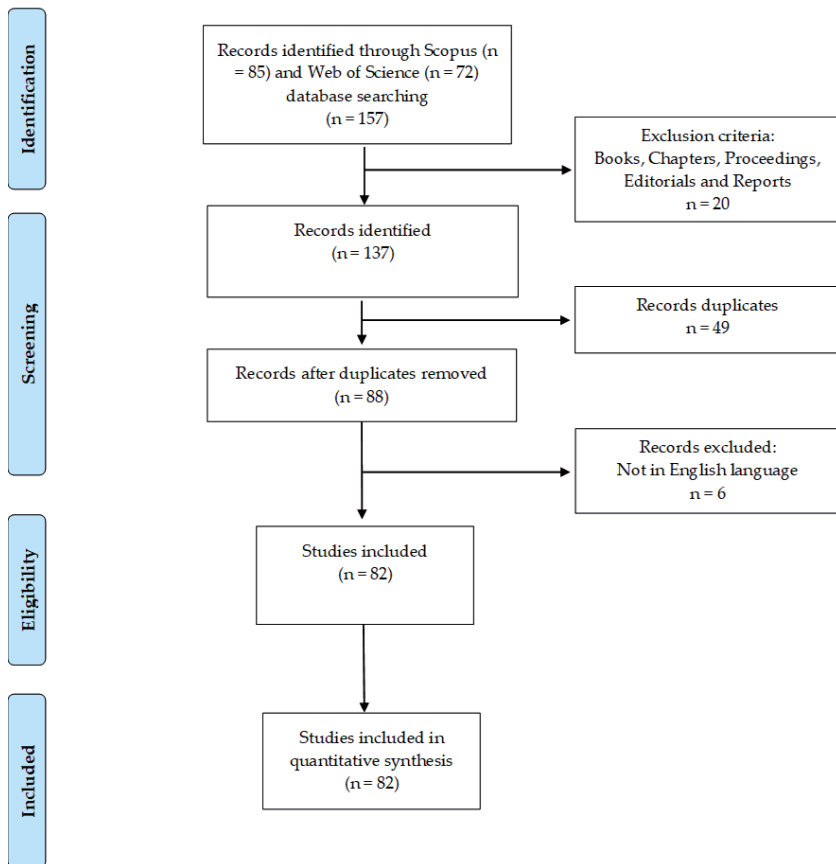 Identification
Records identified through Scopus (n
= 85) and Web of Science (n = 72)
database searching
(n = 157)
Exclusion criteria:
Books, Chapters, Proceedings,
Editorials and Reports
n = 20
Screening
Records identified
(n = 137)
Records duplicates
n = 49
Records after duplicates removed
(n = 88)
Records excluded:
Not in English language
n = 6
Eligibility
Studies included
(n = 82)
Included
Studies included in
quantitative synthesis
(n = 82)